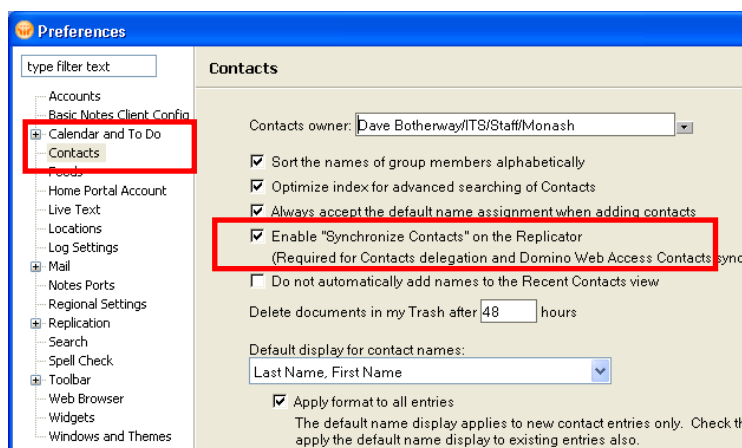 Preferences
type filter text
Accounts
Basic Notes Client Config
Calendar and To Do
Contacts
Feeds
Home Portal Account
Live Text
Locations
Log Settings
Mail
Notes Ports
Regional Settings
Replication
Search
Spell Check
Toolbar
Web Browser
Widgets
Windows and Themes
Contacts
Contacts owner: Dave Botherway/ITS/Staff/Monash
Sort the names of group members alphabetically
Optimize index for advanced searching of Contacts
Always accept the default name assignment when adding contacts
Enable "Synchronize Contacts" on the Replicator
(Required for Contacts delegation and Domino Web Access Contacts sync
Do not automatically add names to the Recent Contacts view
Delete documents in my Trash after 48 hours
Default display for contact names:
Last Name, First Name
Apply format to all entries
The default name display applies to new contact entries only. Check th
apply the default name display to existing entries also.